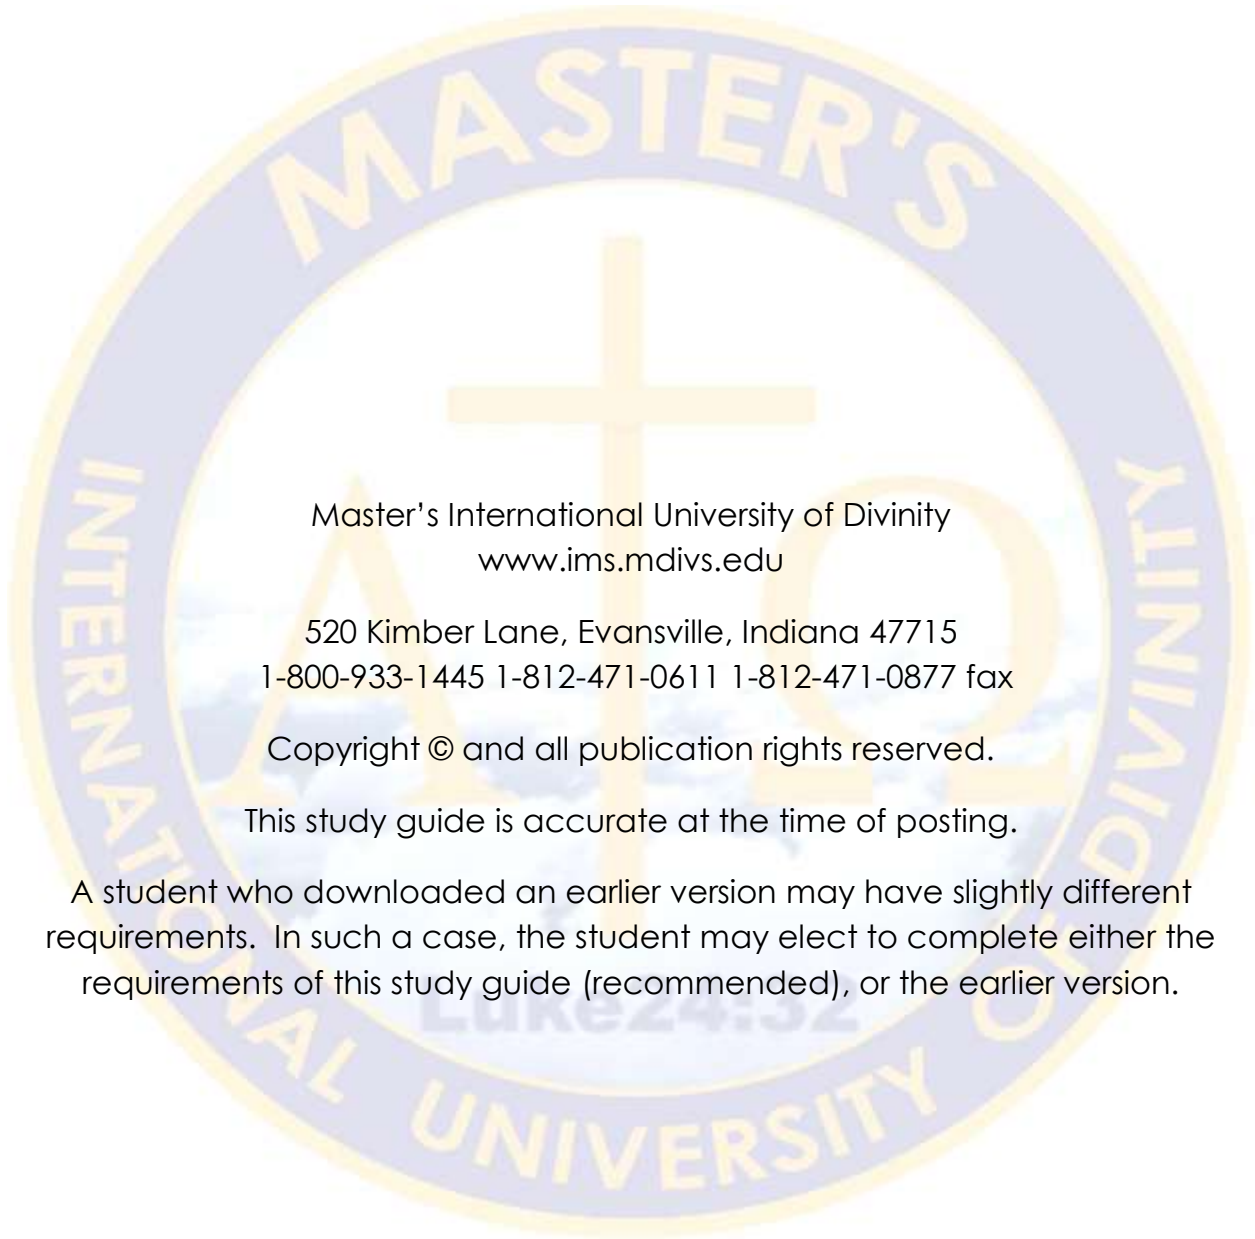 MASTER'S
INTERNATIONAL UNIVERSITY OF DIVINITY
Α Ω
Master’s International University of Divinity
www.ims.mdivs.edu
520 Kimber Lane, Evansville, Indiana 47715
1-800-933-1445 1-812-471-0611 1-812-471-0877 fax
Copyright © and all publication rights reserved.
This study guide is accurate at the time of posting.
A student who downloaded an earlier version may have slightly different
requirements.  In such a case, the student may elect to complete either the
requirements of this study guide (recommended), or the earlier version.
Luke24:32